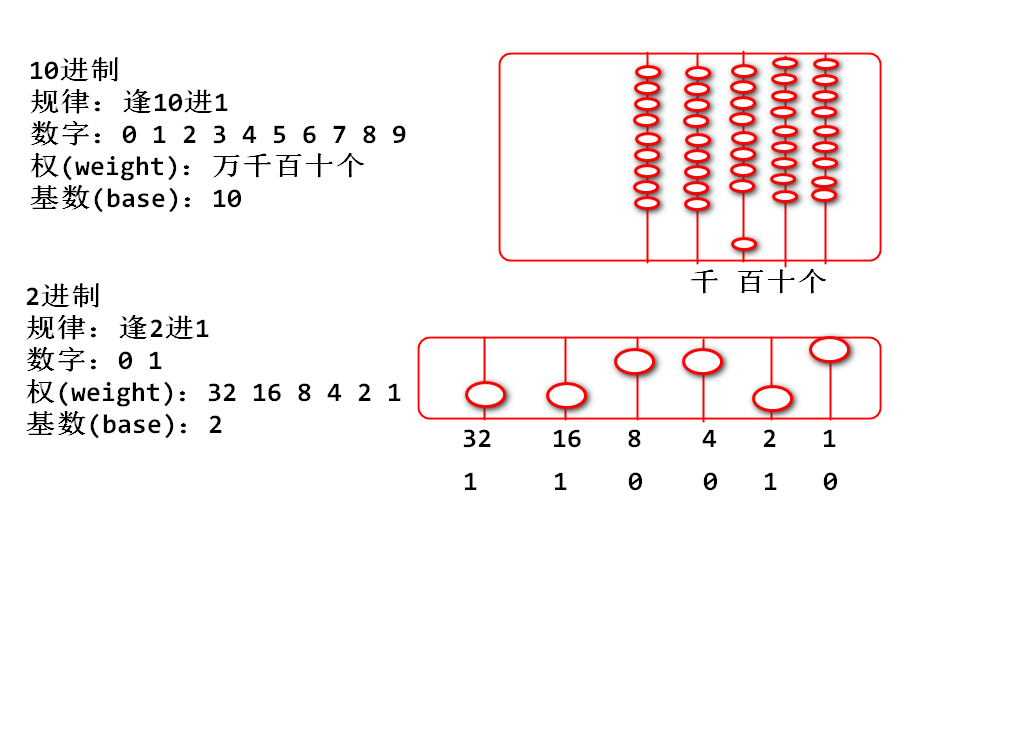 10进制
规律：逢10进1
数字：0 1 2 3 4 5 6 7 8 9
权(weight)：万千百十个
基数(base)：10
千 百十个
2进制
规律：逢2进1
数字：0 1
权(weight)：32 16 8 4 2 1
基数(base)：2
32 16 8 4 2 1
1 1 0 0 1 0